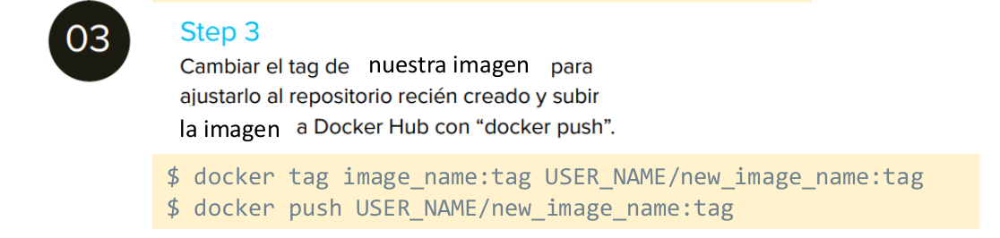 03
Step 3
Cambiar el tag de nuestra imagen para
ajustarlo al repositorio recién creado y subir
la imagen a Docker Hub con “docker push”.
$ docker tag image_name:tag USER_NAME/new_image_name:tag
$ docker push USER_NAME/new_image_name:tag